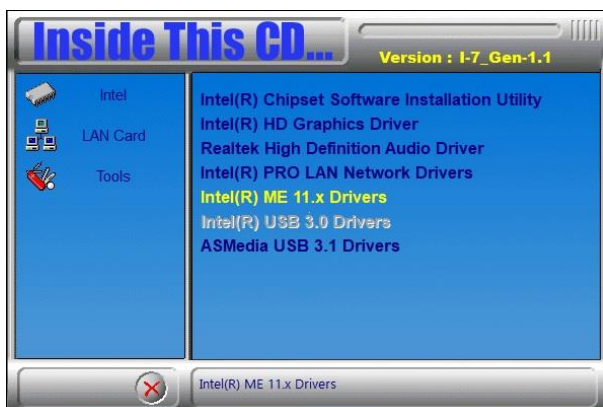 Inside This CD...
Version : I-7_Gen-1.1
Intel
LAN Card
Tools
Intel(R) Chipset Software Installation Utility
Intel(R) HD Graphics Driver
Realtek High Definition Audio Driver
Intel(R) PRO LAN Network Drivers
Intel(R) ME 11.x Drivers
Intel(R) USB 3.0 Drivers
ASMedia USB 3.1 Drivers
Intel(R) ME 11.x Drivers